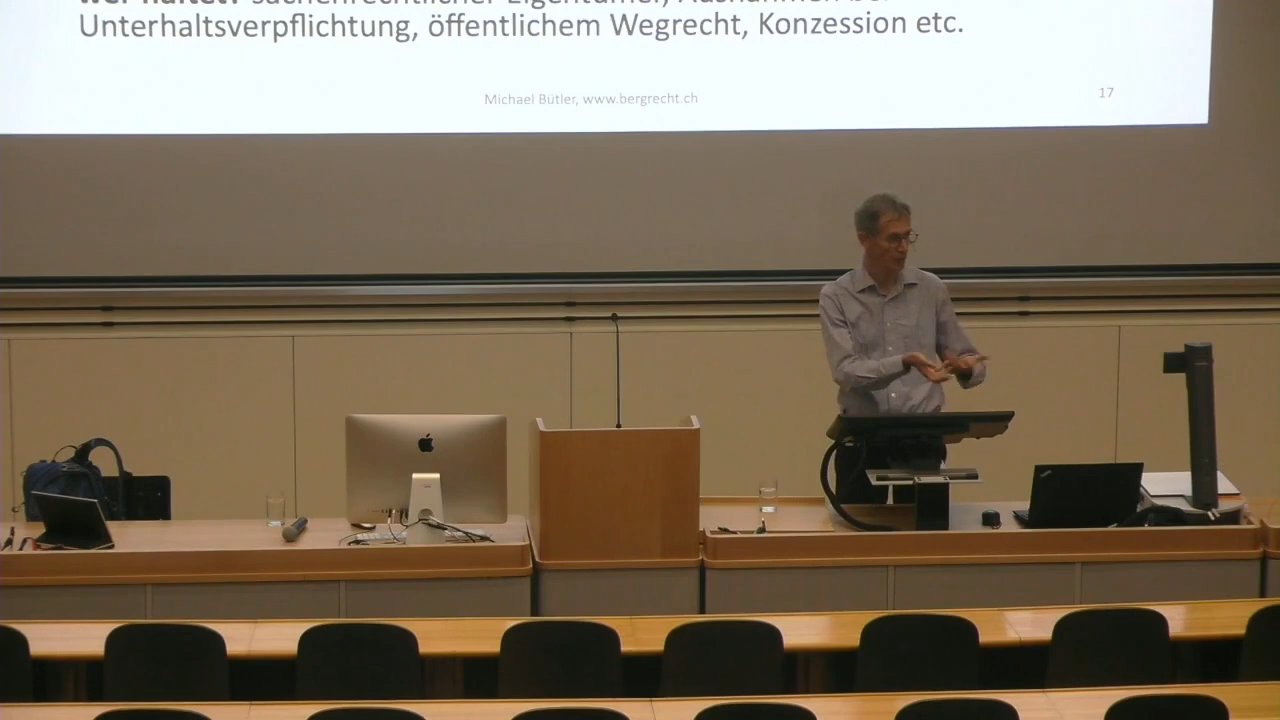 Unterhaltsverpflichtung, öffentlichem Wegrecht, Konzession etc.
Michael Bütler, www.bergrecht.ch
17